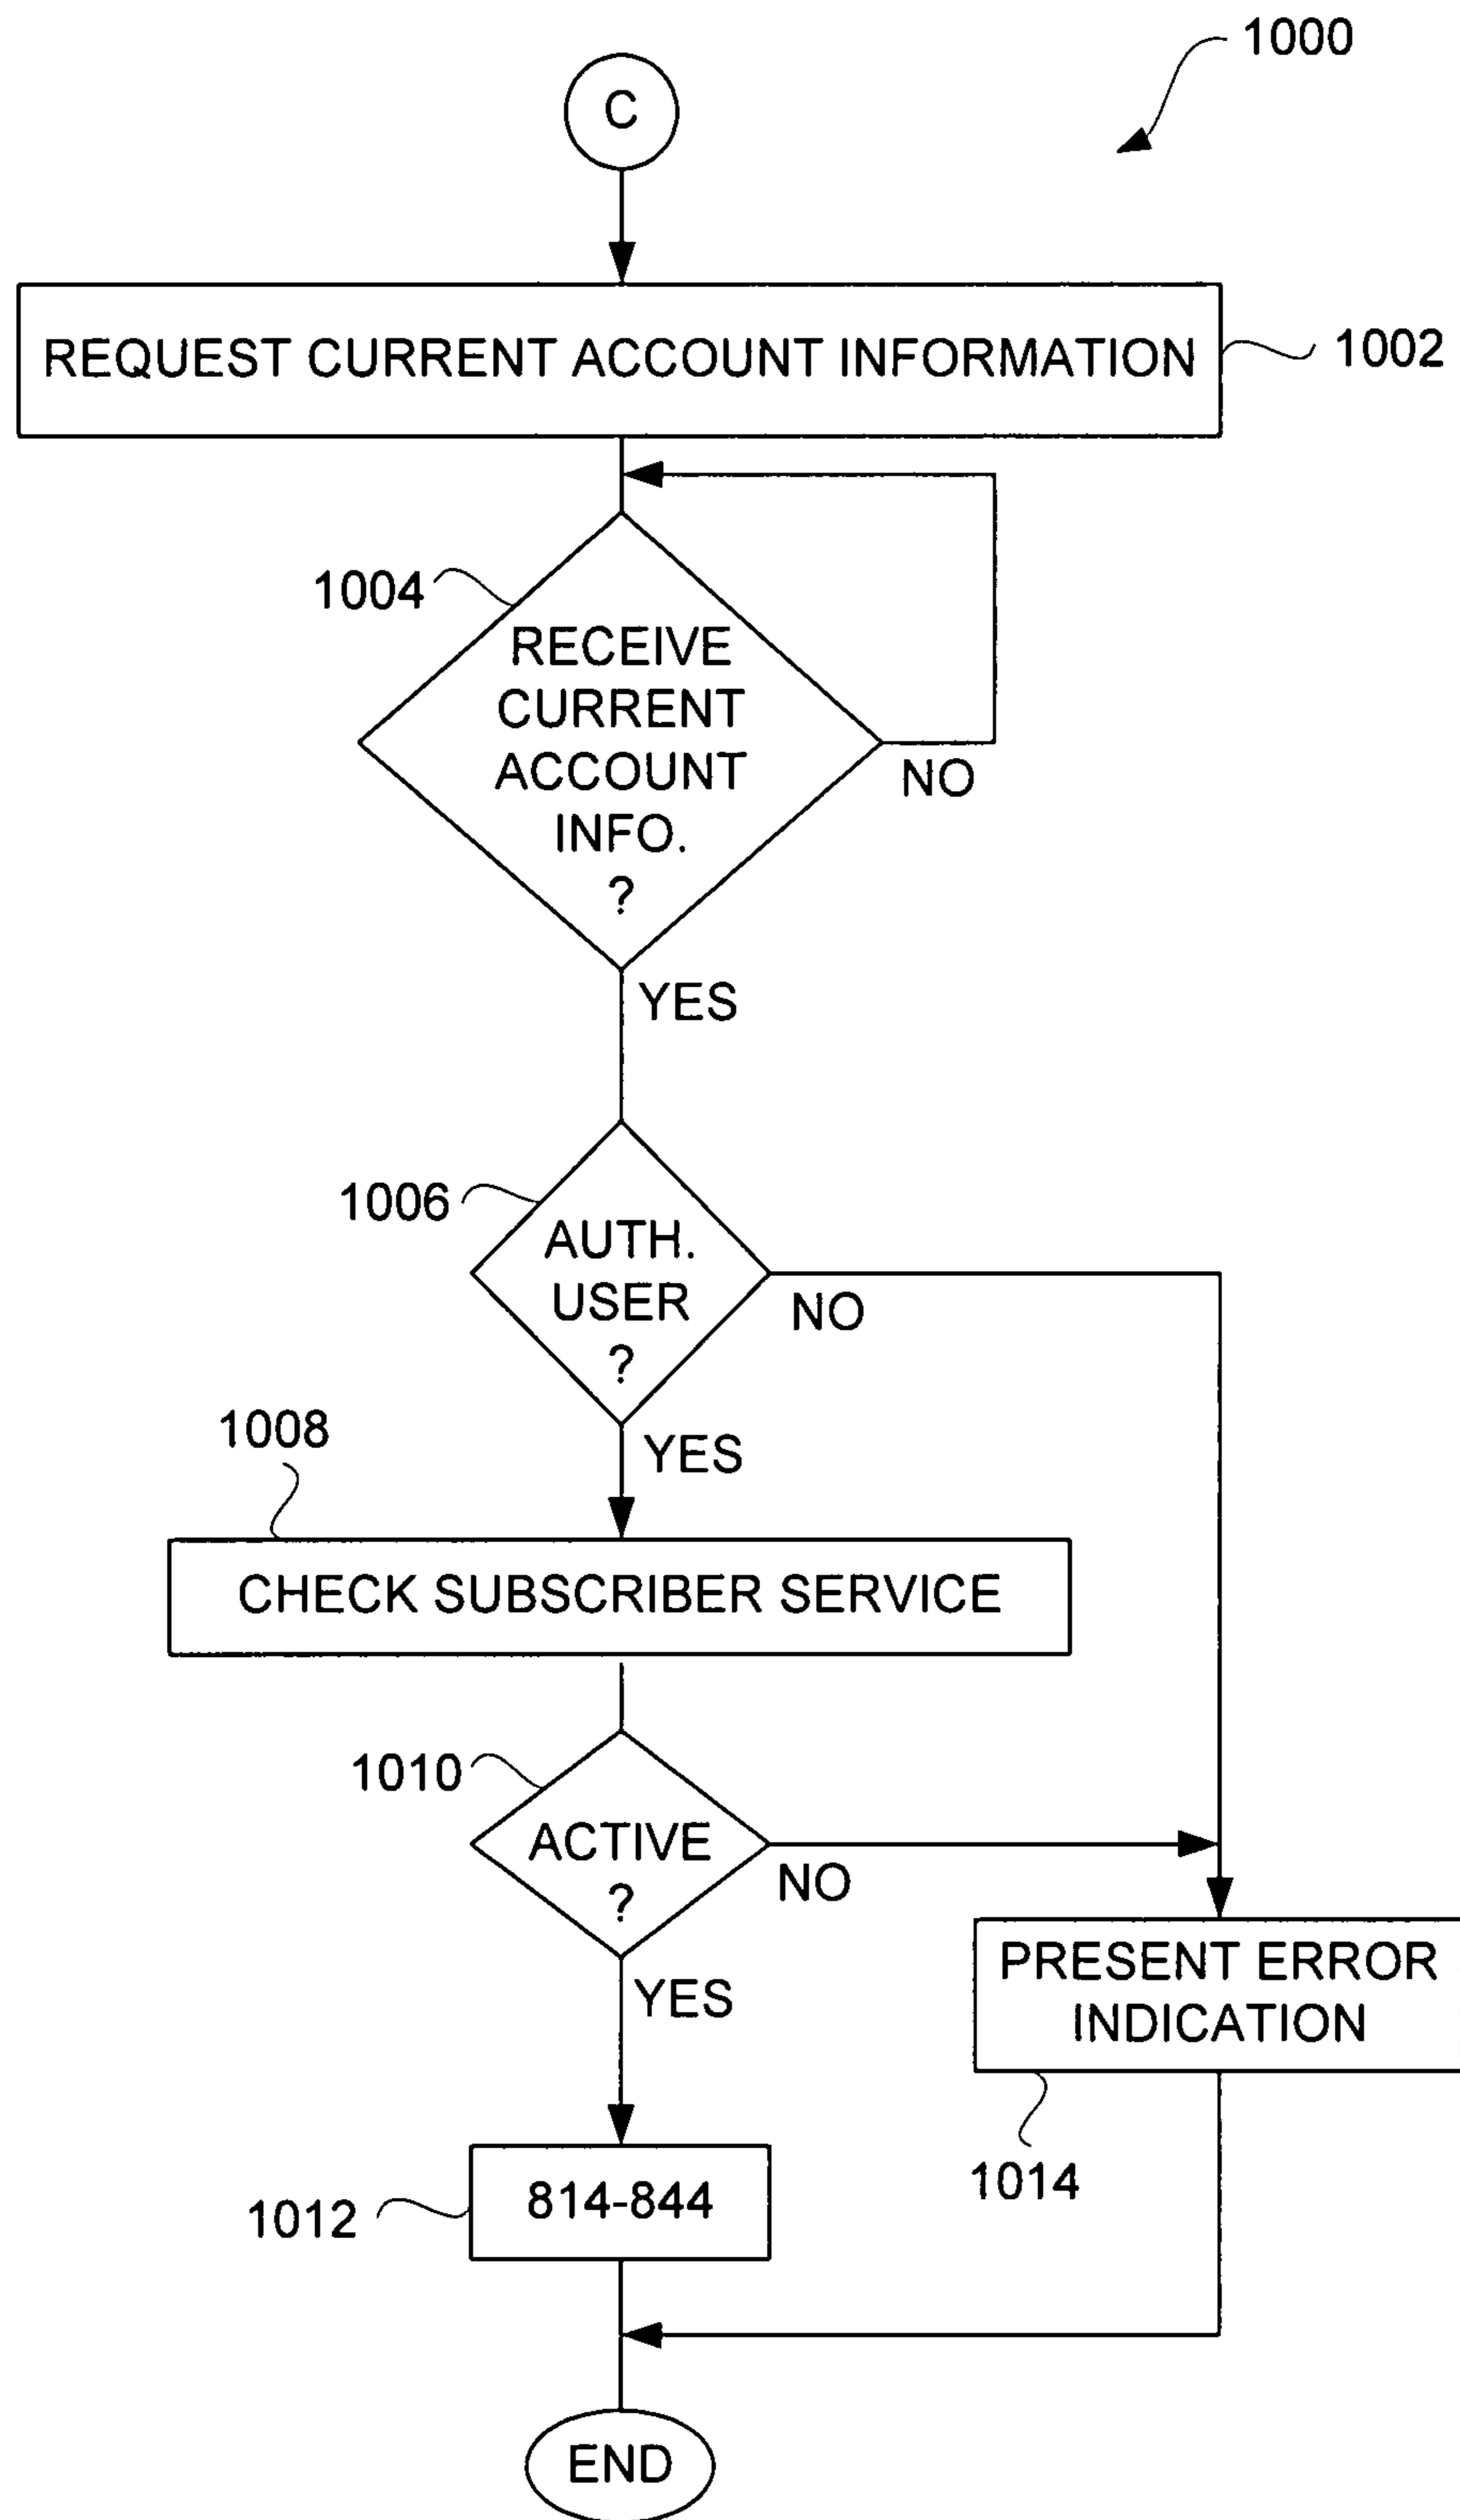 1000
C
REQUEST CURRENT ACCOUNT INFORMATION
1002
1004
RECEIVE
CURRENT
ACCOUNT
INFO.
?
NO
YES
1006
AUTH.
USER
?
NO
YES
1008
CHECK SUBSCRIBER SERVICE
1010
ACTIVE
?
NO
YES
PRESENT ERROR
INDICATION
1014
814-844
1012
END